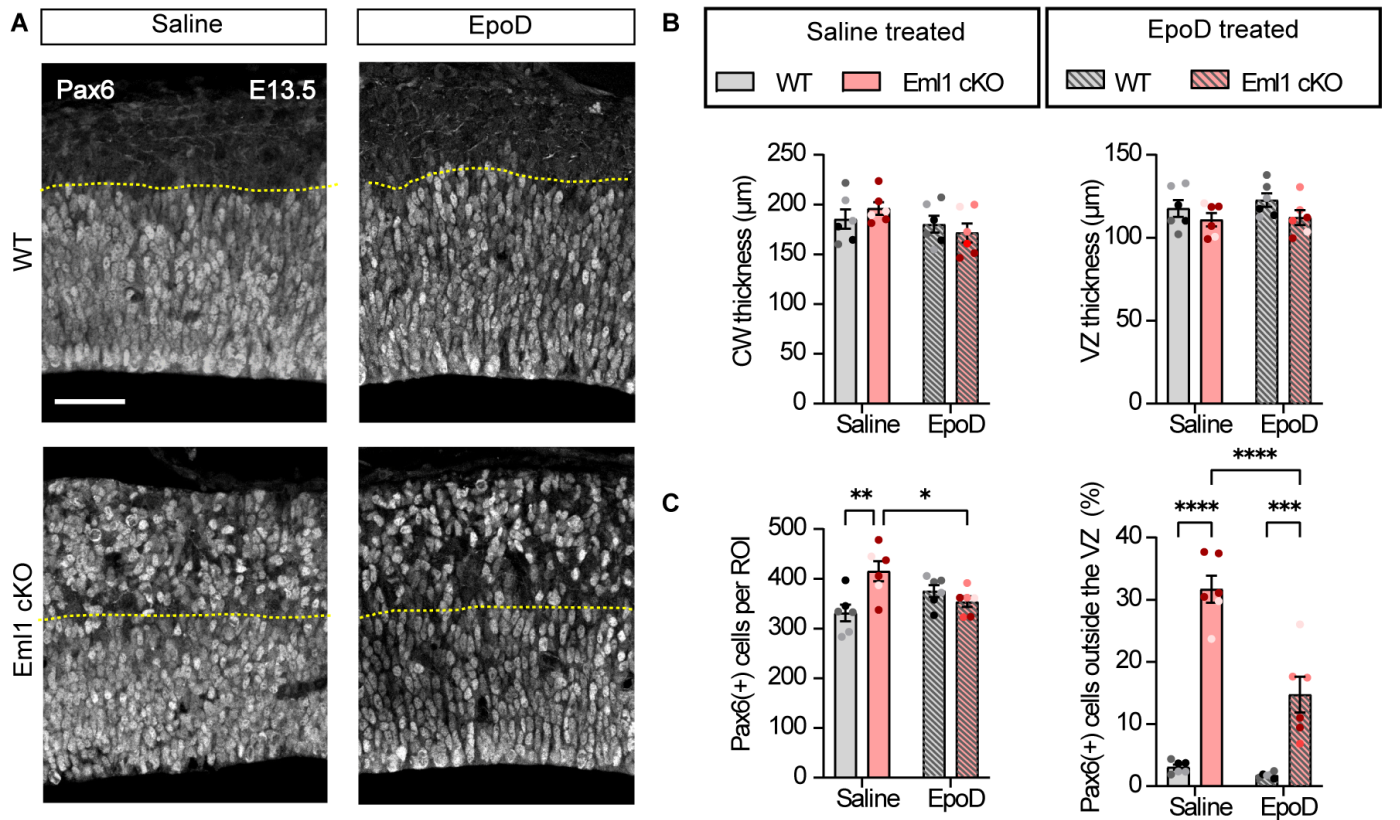 A
Saline
EpoD
Pax6
E13.5
WT
Eml1 cKO
B
Saline treated
WT
Eml1 cKO
EpoD treated
WT
Eml1 cKO
CW thickness (µm)
250
200
150
100
50
0
Saline
EpoD
VZ thickness (µm)
150
100
50
0
Saline
EpoD
C
Pax6(+) cells per ROI
500
400
300
200
100
0
**
*
Saline
EpoD
Pax6(+) cells outside the VZ (%)
40
30
20
10
0
****
****
***
Saline
EpoD